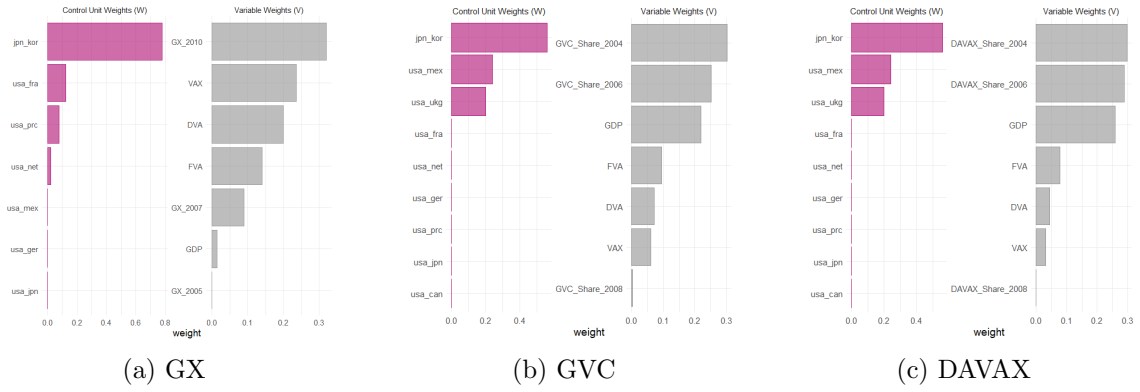 Control Unit Weights (W)
Variable Weights (V)
jpn_kor
usa_fra
usa_prc
usa_net
usa_mex
usa_ger
usa_jpn
GX_2010
VAX
DVA
FVA
GX_2007
GDP
GX_2005
0.0 0.2 0.4 0.6 0.8
0.0 0.1 0.2 0.3
weight
(a) GX
Control Unit Weights (W)
Variable Weights (V)
jpn_kor
usa_mex
usa_ukg
usa_fra
usa_net
usa_ger
usa_prc
usa_jpn
usa_can
GVC_Share_2004
GVC_Share_2006
GDP
FVA
DVA
VAX
GVC_Share_2008
0.0 0.2 0.4
0.0 0.1 0.2 0.3
weight
(b) GVC
Control Unit Weights (W)
Variable Weights (V)
jpn_kor
usa_mex
usa_ukg
usa_fra
usa_net
usa_ger
usa_prc
usa_jpn
usa_can
DAVAX_Share_2004
DAVAX_Share_2006
GDP
FVA
DVA
VAX
DAVAX_Share_2008
0.0 0.2 0.4
0.0 0.1 0.2 0.3
weight
(c) DAVAX